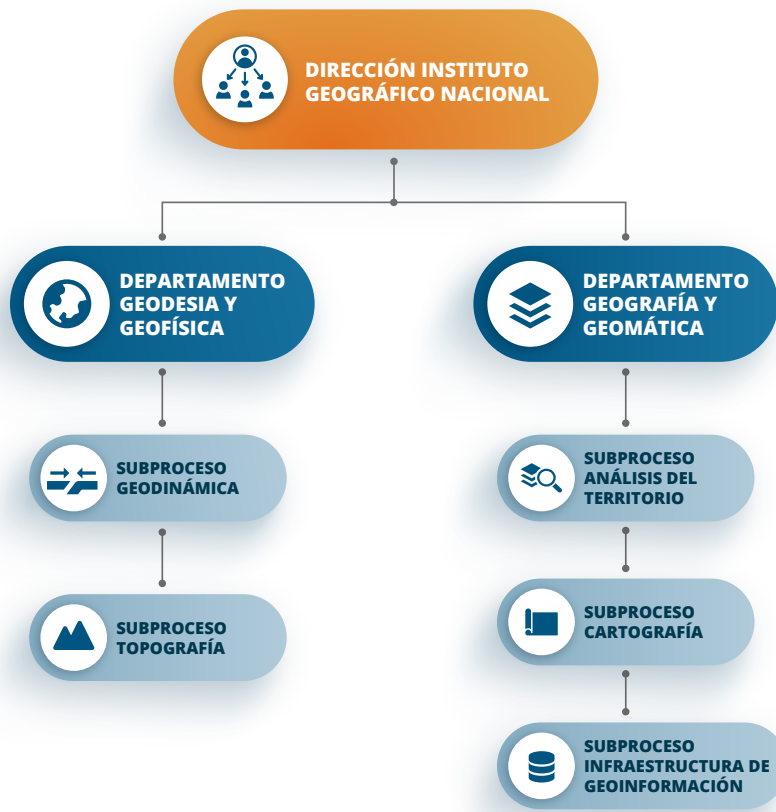 DIRECCIÓN INSTITUTO
GEOGRÁFICO NACIONAL
DEPARTAMENTO
GEODESIA Y
GEOFÍSICA
DEPARTAMENTO
GEOGRAFÍA Y
GEOMÁTICA
SUBPROCESO
GEODINÁMICA
SUBPROCESO
ANÁLISIS DEL
TERRITORIO
SUBPROCESO
TOPOGRAFÍA
SUBPROCESO
CARTOGRAFÍA
SUBPROCESO
INFRAESTRUCTURA DE
GEOINFORMACIÓN